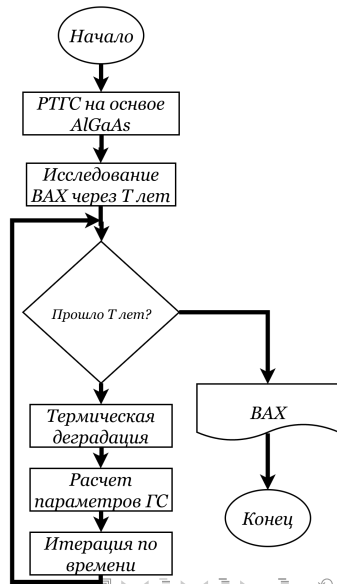 Начало
РТГС на оснвое
AlGaAs
Исследование
ВАХ через Т лет
Прошло Т лет?
Термическая
деградация
ВАХ
Расчет
параметров ГС
Конец
Итерация по
времени